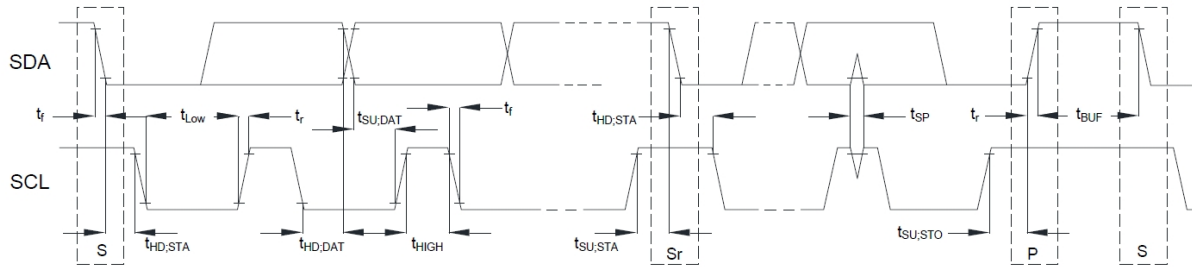 SDA
t_f
t_Low
t_r
t_SU;DAT
t_f
t_HD;STA
t_SP
t_r
t_BUF
SCL
t_HD;STA
t_HD;DAT
t_HIGH
t_SU;STA
t_SU;STO
S
Sr
P
S